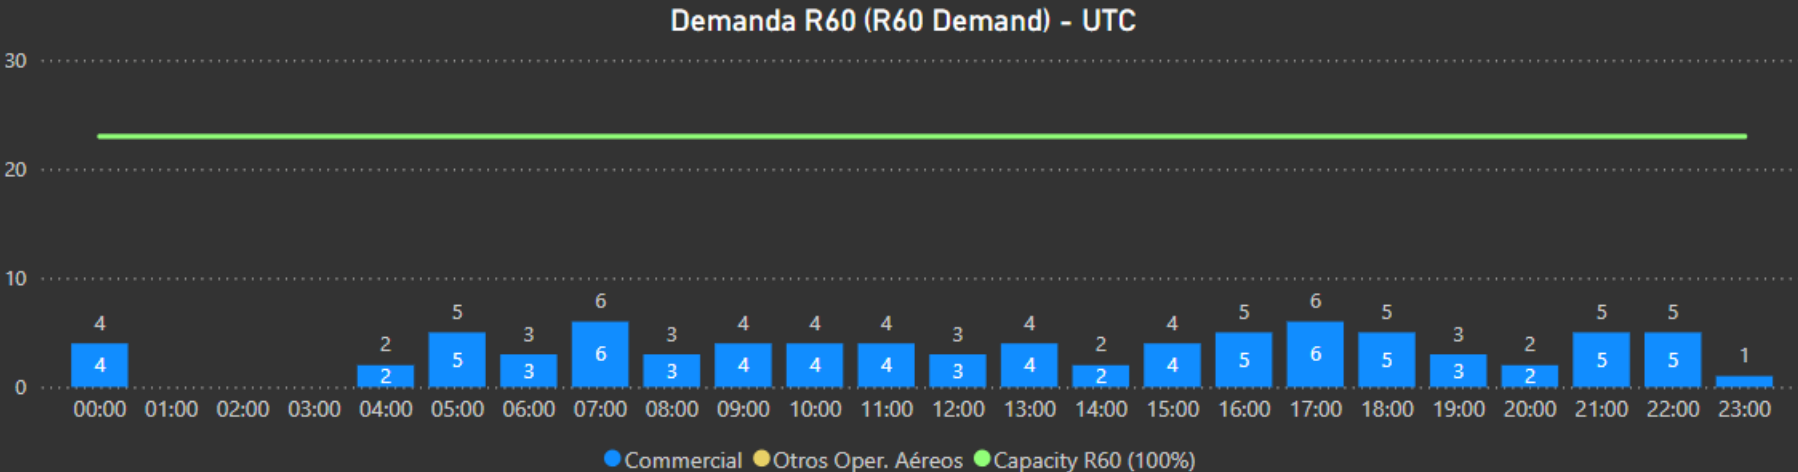 Demanda R60 (R60 Demand) - UTC
30
20
10
0
4 2 5 3 6 3 4 4 4 3 4 2 4 5 6 5 3 2 5 5 1
4 2 5 3 6 3 4 4 4 3 4 2 4 5 6 5 3 2 5 5
00:00 01:00 02:00 03:00 04:00 05:00 06:00 07:00 08:00 09:00 10:00 11:00 12:00 13:00 14:00 15:00 16:00 17:00 18:00 19:00 20:00 21:00 22:00 23:00
Commercial Otros Oper. Aéreos Capacity R60 (100%)